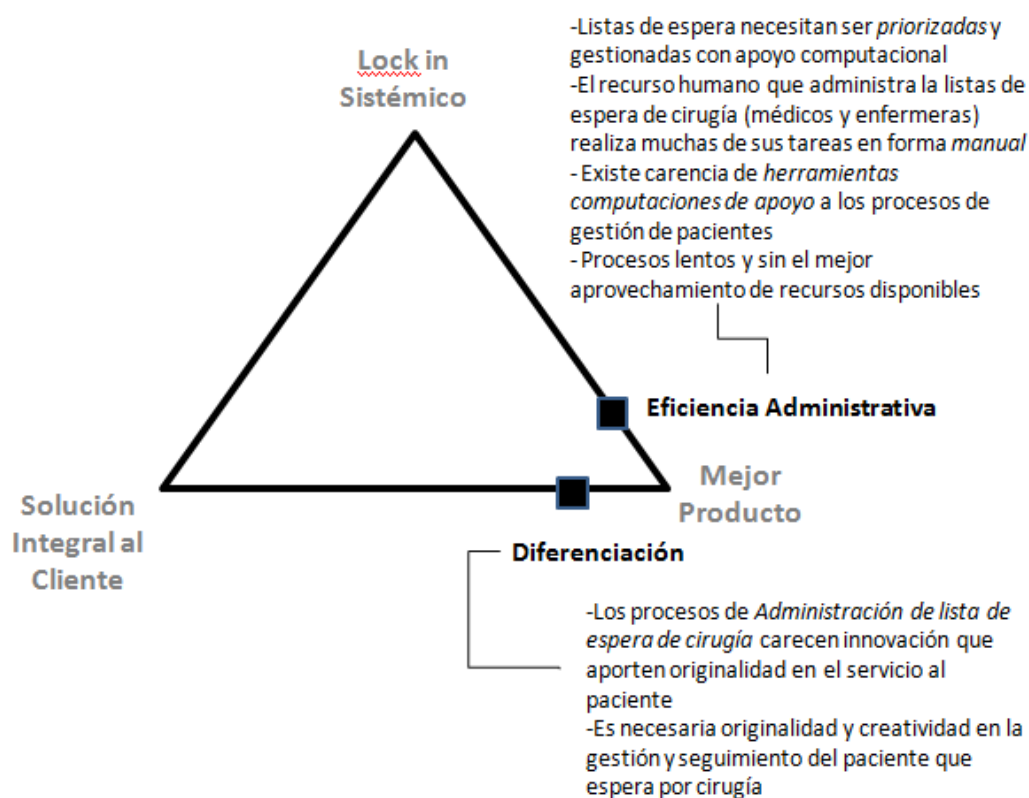 -Listas de espera necesitan ser priorizadas y
gestionadas con apoyo computacional
-El recurso humano que administra la listas de
espera de cirugía (médicos y enfermeras)
realiza muchas de sus tareas en forma manual
- Existe carencia de herramientas
computaciones de apoyo a los procesos de
gestión de pacientes
- Procesos lentos y sin el mejor
aprovechamiento de recursos disponibles
Lock in
Sistémico
Eficiencia Administrativa
Mejor
Producto
Solución
Integral al
Cliente
Diferenciación
-Los procesos de Administración de lista de
espera de cirugía carecen innovación que
aporten originalidad en el servicio al
paciente
-Es necesaria originalidad y creatividad en la
gestión y seguimiento del paciente que
espera por cirugía